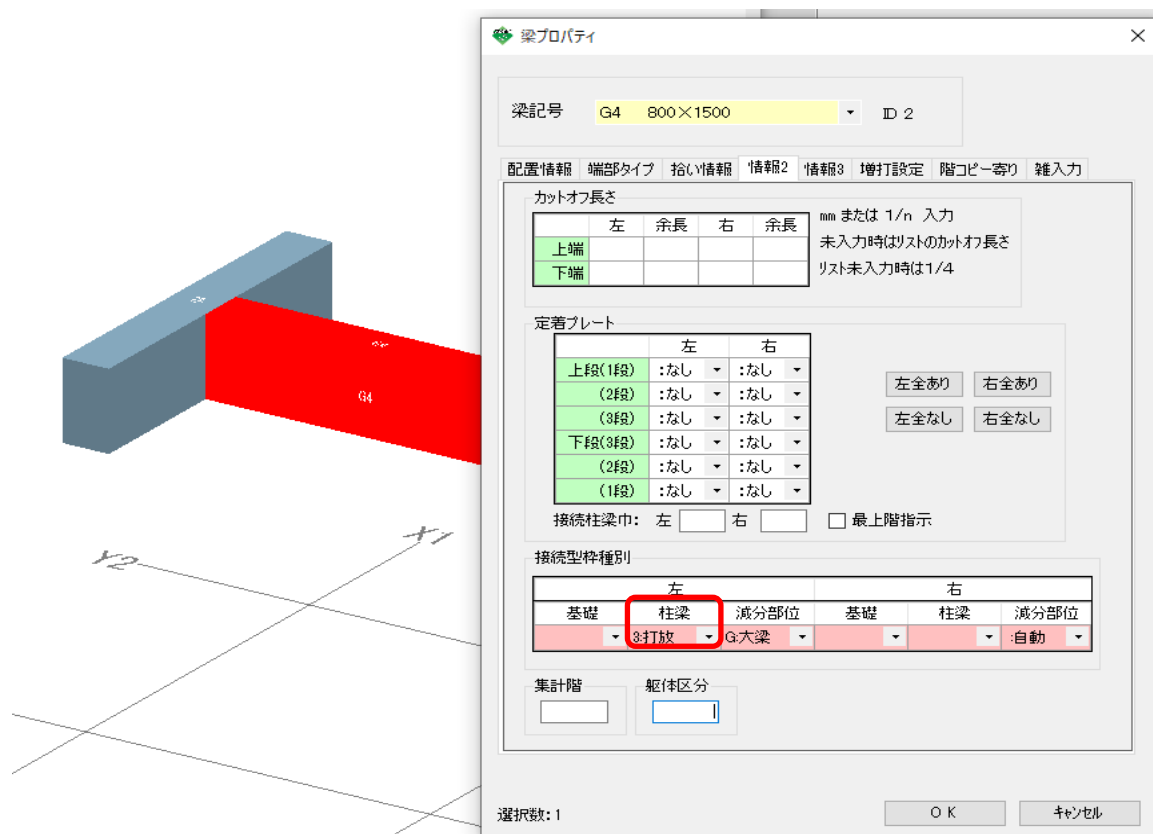 梁プロパティ
梁記号 G4 800×1500 ID 2
配置情報 端部タイプ 拾い情報 情報2 情報3 増打設定 階コピー寄り 雑入力
カットオフ長さ
左 余長 右 余長
上端
下端
mm または 1/n 入力
未入力時はリストのカットオフ長さ
リスト未入力時は1/4
定着プレート
左 右
上段(1段) :なし :なし
(2段) :なし :なし
(3段) :なし :なし
下段(3段) :なし :なし
(2段) :なし :なし
(1段) :なし :なし
左全あり 右全あり
左全なし 右全なし
接続柱梁巾: 左 右 最上階指示
接続型枠種別
左 右
基礎 柱梁 減分部位 基礎 柱梁 減分部位
3:打放 G:大梁 :自動
集計階 躯体区分
選択数:1
OK キャンセル
G4
X1
Y2